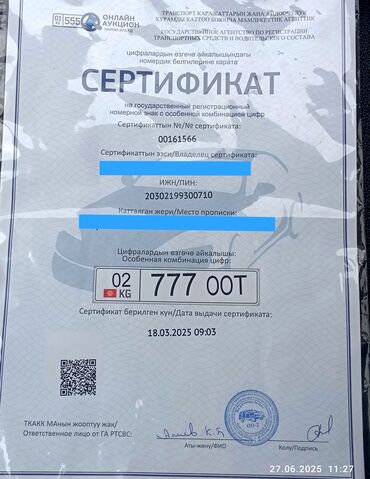 01
KG
555
ОНЛАЙН
АУКЦИОН
ТРАНСПОРТ КАРАЖАТТАРЫН ЖАНА АЙДООЧУЛУК
КУРАМДЫ КАТТОО БОЮНЧА МАМЛЕКЕТТИК АГЕНТТИК
ГОСУДАРСТВЕННОЕ АГЕНТСТВО ПО РЕГИСТРАЦИИ
ТРАНСПОРТНЫХ СРЕДСТВ И ВОДИТЕЛЬСКОГО СОСТАВА
цифралардын өзгөчө айкалышындагы
номердик белгилерине карата
СЕРТИФИКАТ
на государственный регистрационный
номерной знак с особенной комбинацией цифр
Сертификаттын №/№ сертификата:
00161566
Сертификаттын ээси/Владелец сертификата:
ИЖН/ПИН:
20302199300710
Катталган жери/Место прописки:
Цифралардын өзгөчө айкалышы:
Особенная комбинация цифр:
02
KG
777 OOT
Сертификат берилген күн/Дата выдачи сертификата:
18.03.2025 09:03
ТКАКК МАнын жооптуу жак/
Ответственное лицо от ГА РТСВС:
Аты-жөнү/ФИО
Колу/Подпись
27.06.2025 11:27